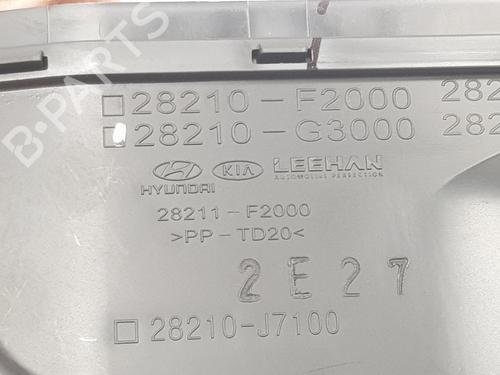 B-PARTS
□ 28210-F2000 282
□ 28210-G3000 282
HYUNDAI KIA LEEHAN
AUTOMOTIVE PERFECTION
28211-F2000
>PP-TD20<
2E27
□ 28210-J7100